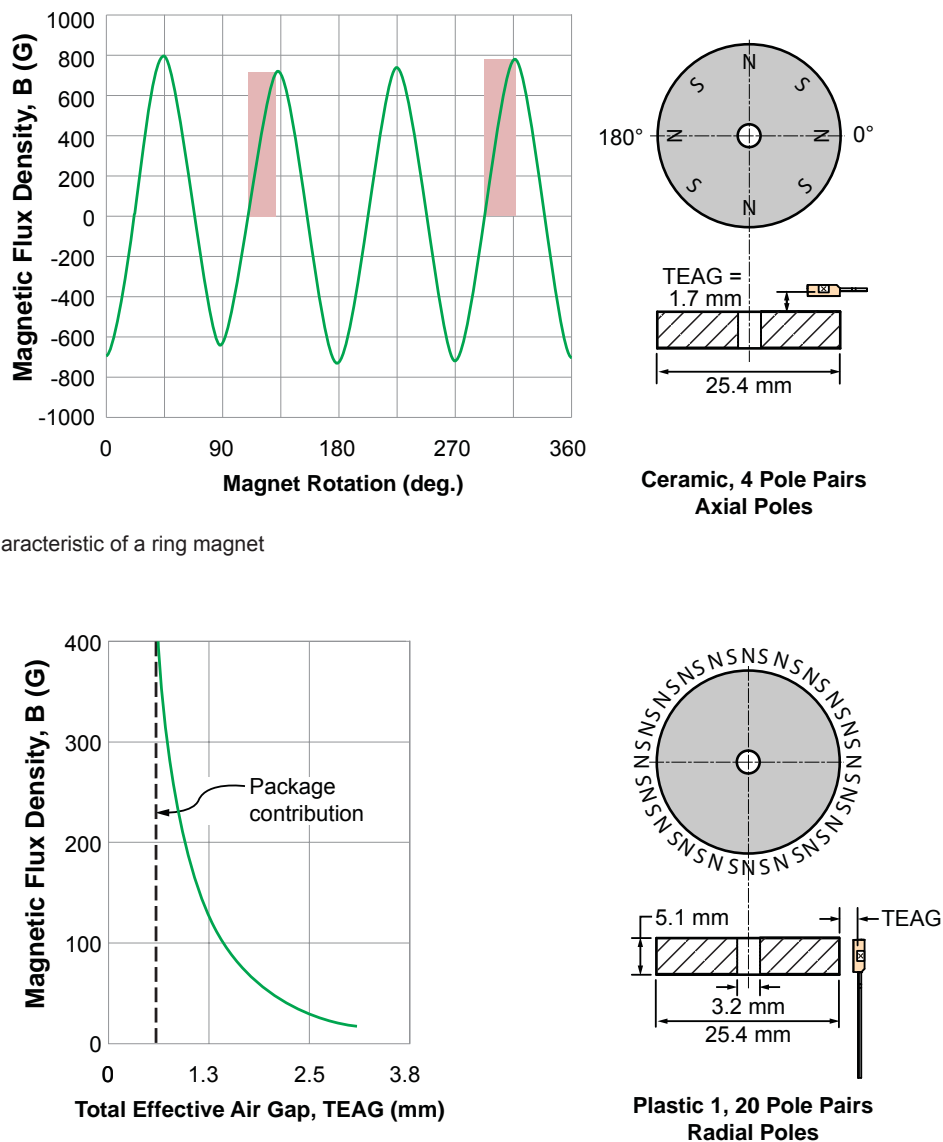 1000
800
600
400
200
0
-200
-400
-600
-800
-1000
Magnetic Flux Density, B (G)
0 90 180 270 360
Magnet Rotation (deg.)
N
S S
180° N N 0°
S S
N
TEAG =
1.7 mm
25.4 mm
Ceramic, 4 Pole Pairs
Axial Poles
aracteristic of a ring magnet
400
300
200
100
0
Magnetic Flux Density, B (G)
Package
contribution
0 1.3 2.5 3.8
Total Effective Air Gap, TEAG (mm)
N S N S N S N S N S N S N S N S N S N S N S N S N S N S N S N S N S N S N S N S
5.1 mm
TEAG
3.2 mm
25.4 mm
Plastic 1, 20 Pole Pairs
Radial Poles